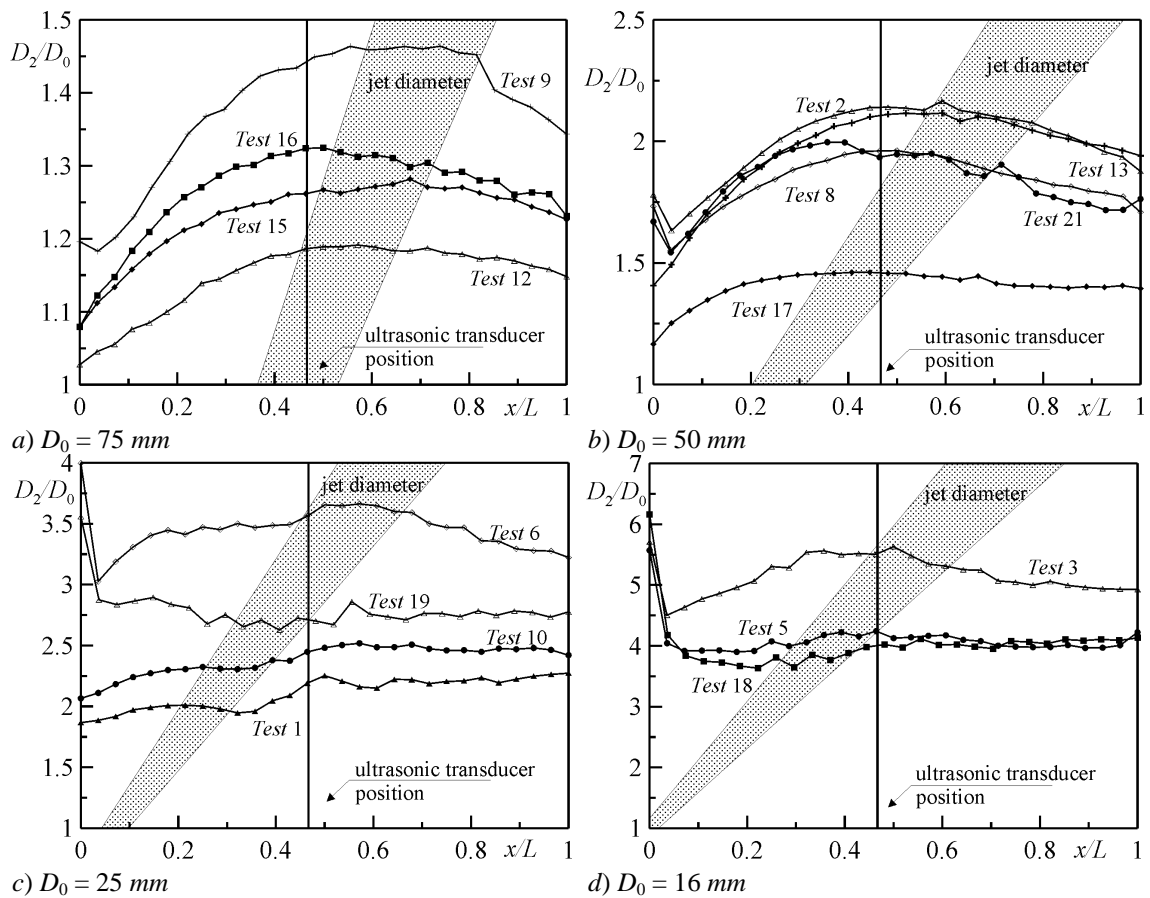 1.5
D2/D0
1.4
1.3
1.2
1.1
1
jet diameter
Test 9
Test 16
Test 15
Test 12
ultrasonic transducer
position
0 0.2 0.4 0.6 0.8 x/L 1
a) D0 = 75 mm
2.5
D2/D0
2
1.5
1
jet diameter
Test 2
Test 13
Test 8
Test 21
Test 17
ultrasonic transducer
position
0 0.2 0.4 0.6 0.8 x/L 1
b) D0 = 50 mm
4
D2/D0
3.5
3
2.5
2
1
jet diameter
Test 6
Test 19
Test 10
Test 1
ultrasonic transducer
position
0 0.2 0.4 0.6 0.8 x/L 1
c) D0 = 25 mm
7
D2/D0
6
5
4
3
2
1
jet diameter
Test 3
Test 5
Test 18
ultrasonic transducer
position
0 0.2 0.4 0.6 0.8 x/L 1
d) D0 = 16 mm